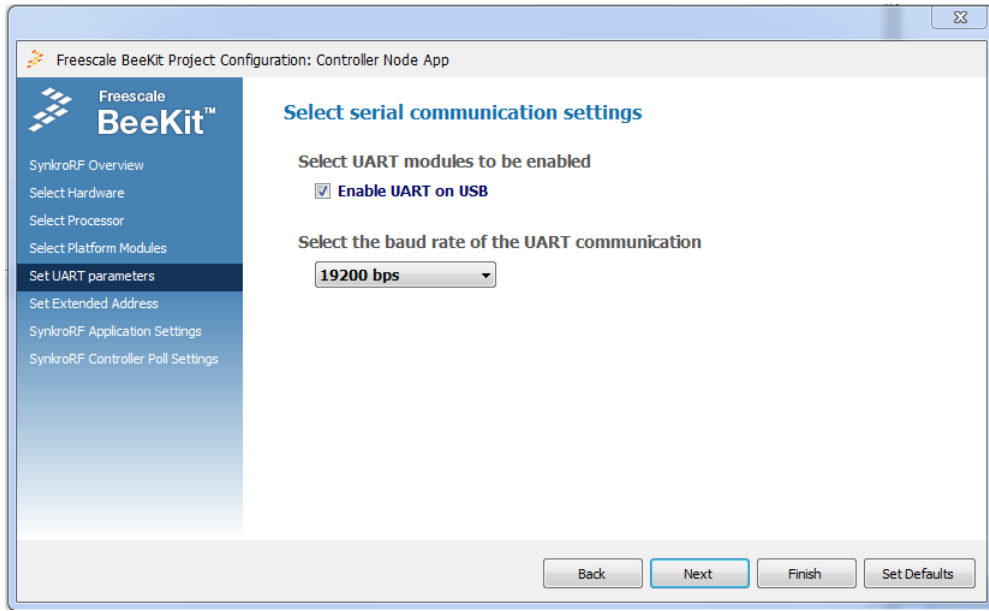 Freescale BeeKit Project Configuration: Controller Node App
Freescale
BeeKit™
SynkroRF Overview
Select Hardware
Select Processor
Select Platform Modules
Set UART parameters
Set Extended Address
SynkroRF Application Settings
SynkroRF Controller Poll Settings
Select serial communication settings
Select UART modules to be enabled
Enable UART on USB
Select the baud rate of the UART communication
19200 bps
Back Next Finish Set Defaults